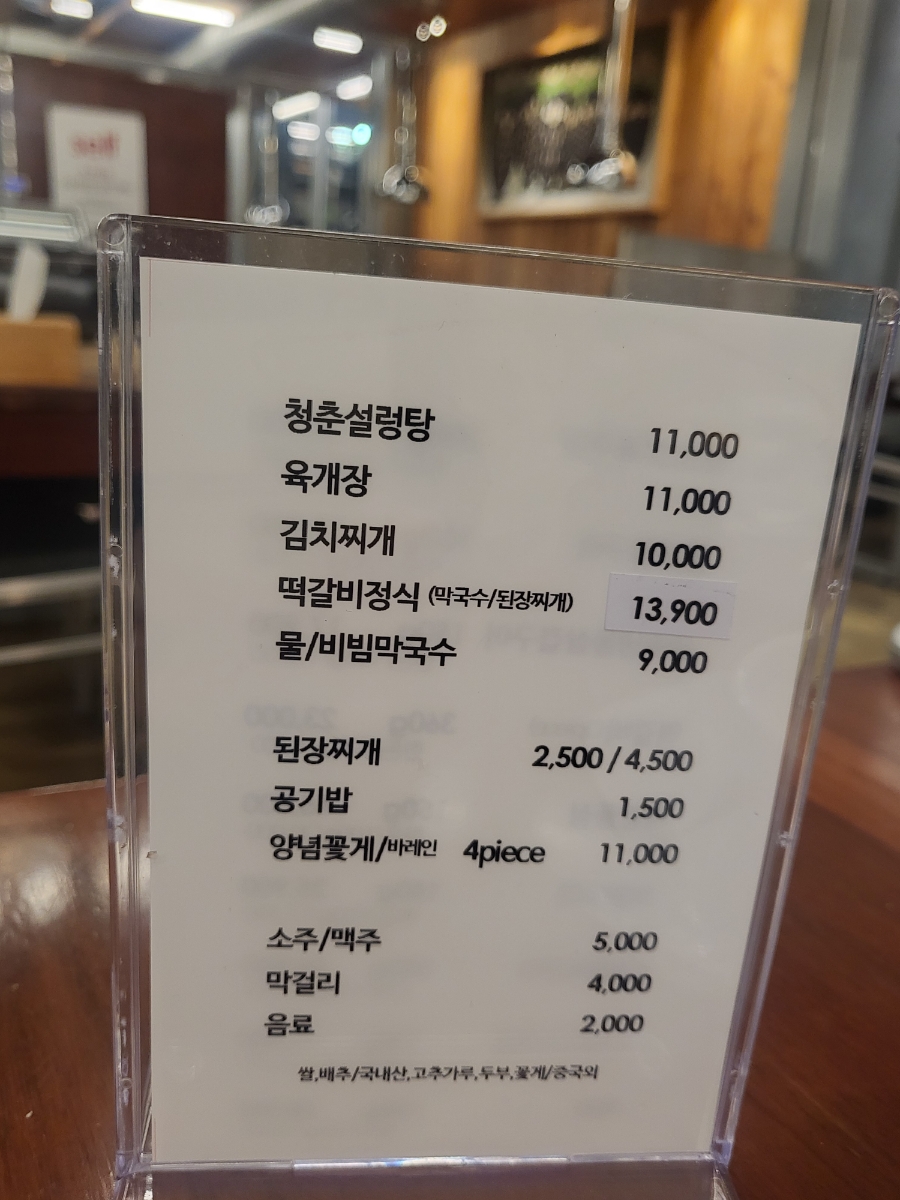 self
청춘설렁탕 11,000
육개장 11,000
김치찌개 10,000
떡갈비정식 (막국수/된장찌개) 13,900
물/비빔막국수 9,000
된장찌개 2,500 / 4,500
공기밥 1,500
양념꽃게/바레인 4piece 11,000
소주/맥주 5,000
막걸리 4,000
음료 2,000
쌀,배추/국내산,고추가루,두부,꽃게/중국외